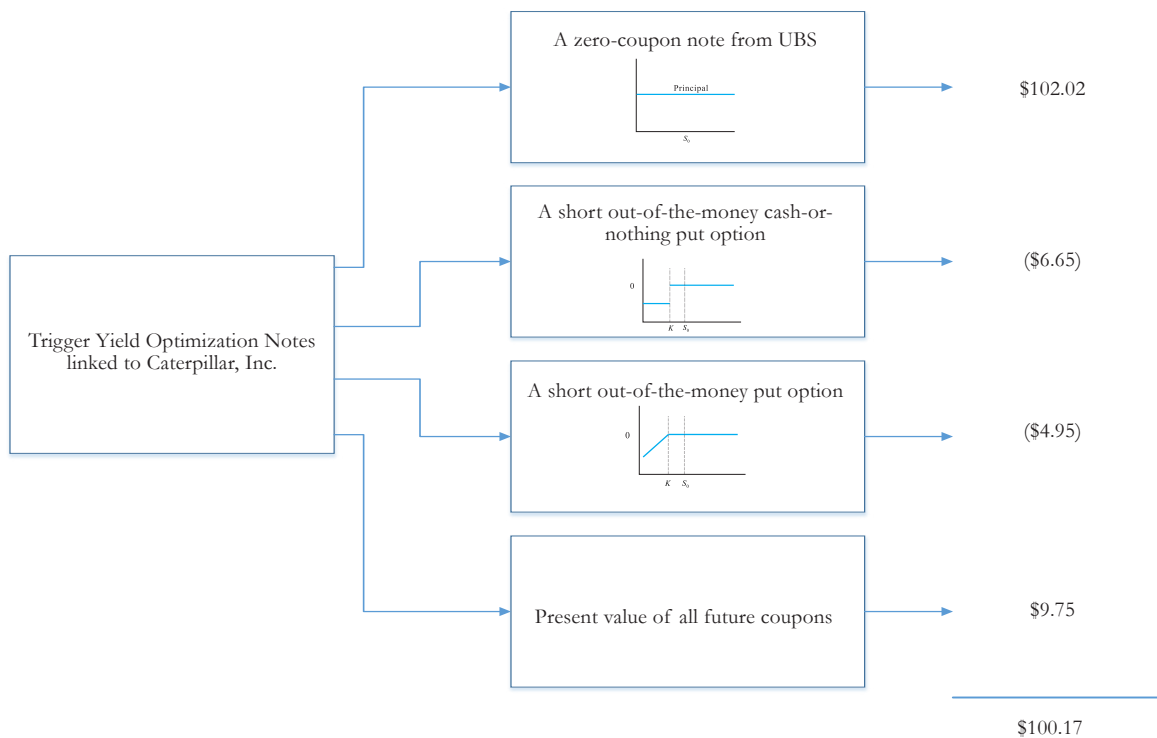 A zero-coupon note from UBS
Principal
S0
$102.02
A short out-of-the-money cash-or-
nothing put option
0
K
S0
($6.65)
Trigger Yield Optimization Notes
linked to Caterpillar, Inc.
A short out-of-the-money put option
0
K
S0
($4.95)
Present value of all future coupons
$9.75
$100.17